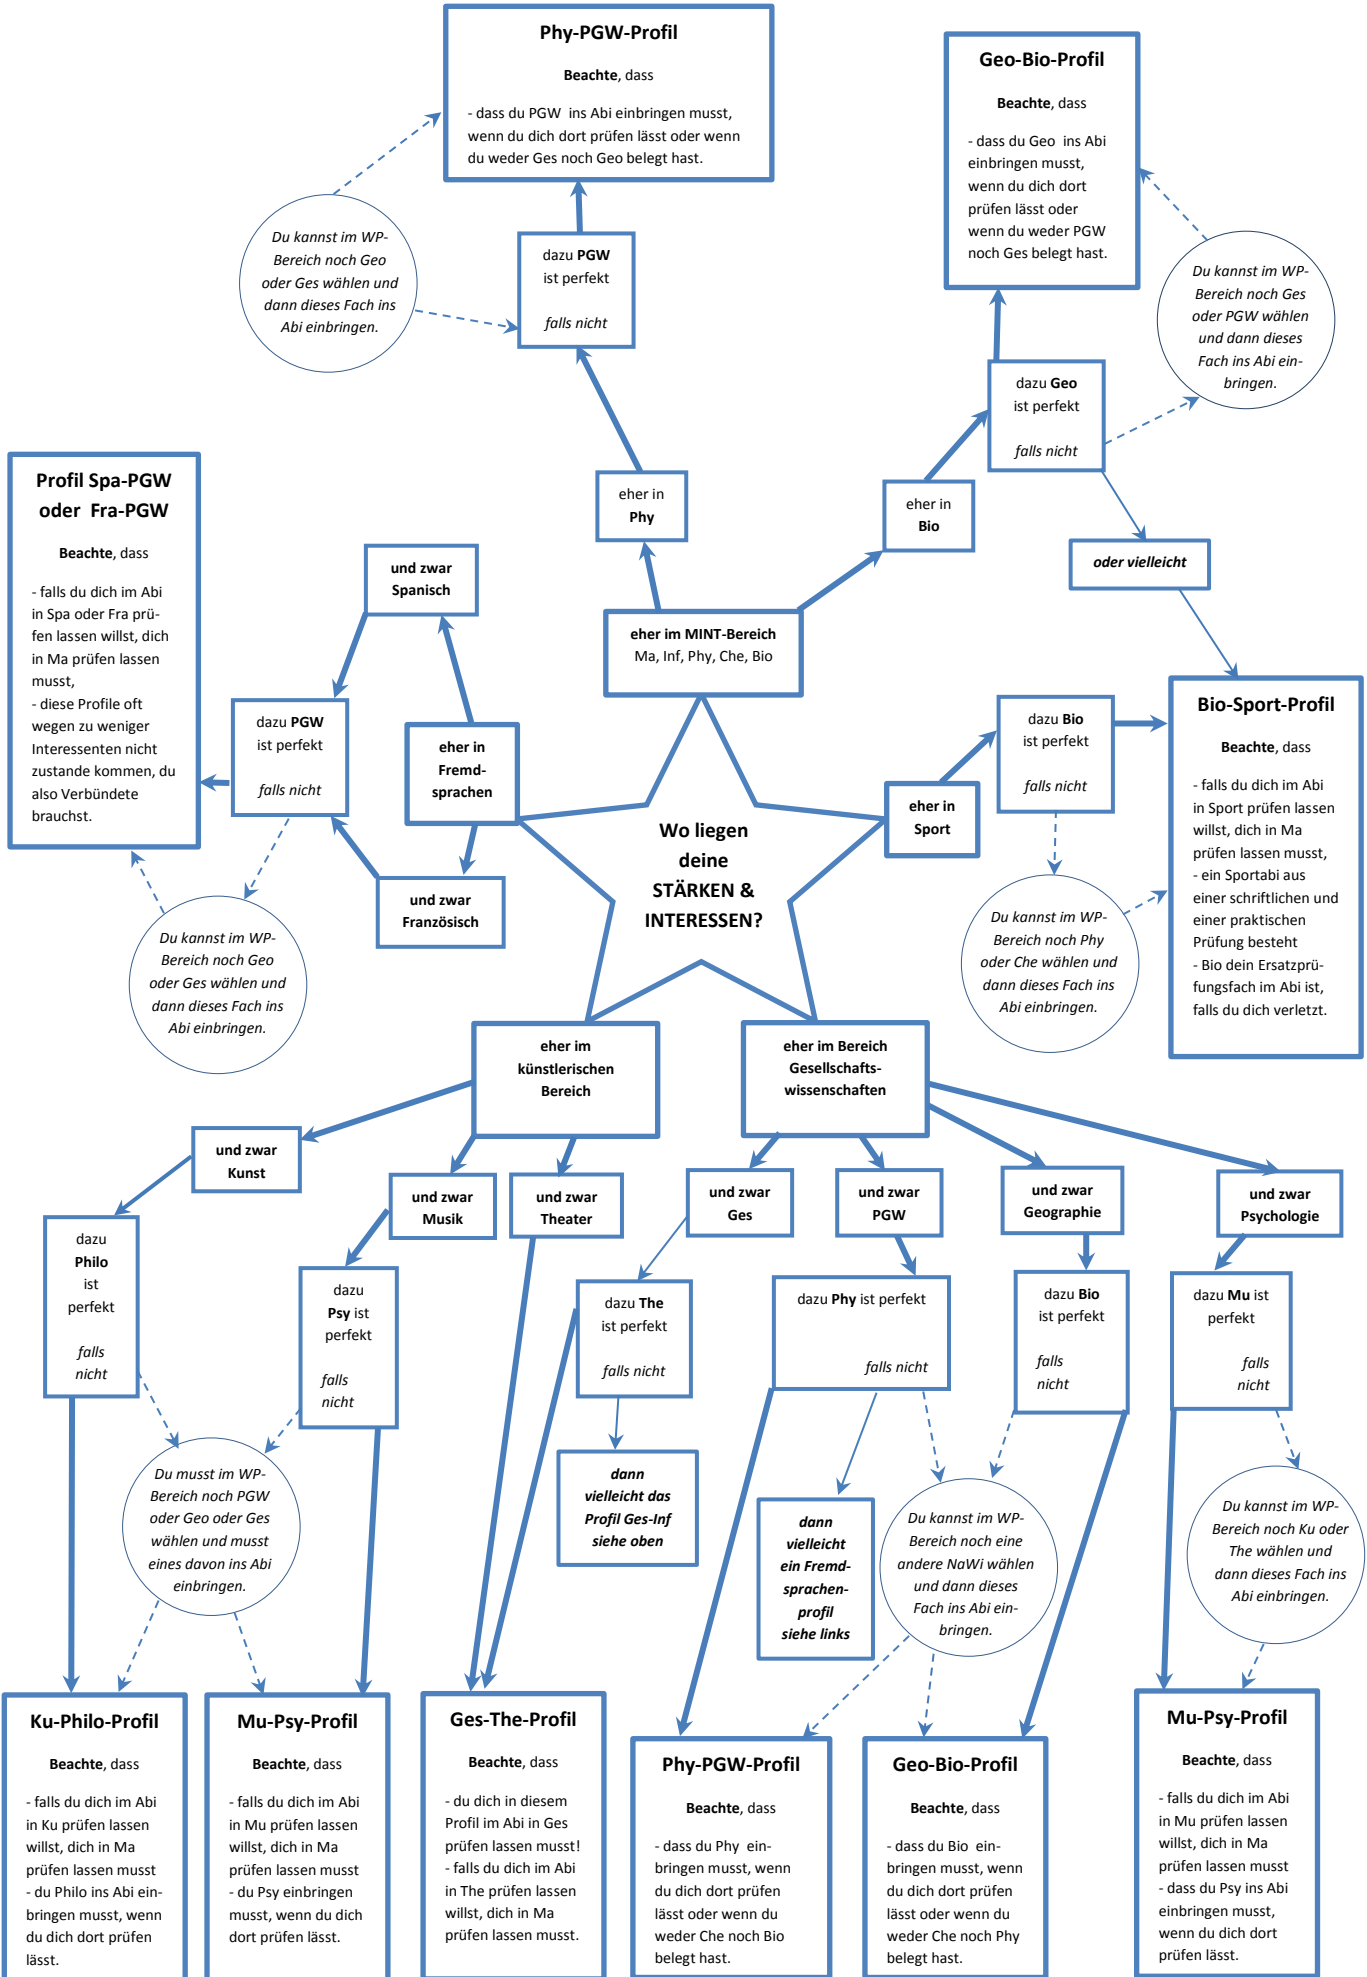 Phy-PGW-Profil
Beachte, dass
- dass du PGW  ins Abi einbringen musst,
wenn du dich dort prüfen lässt oder wenn
du weder Ges noch Geo belegt hast.
Geo-Bio-Profil
Beachte, dass
- dass du Geo  ins Abi
einbringen musst,
wenn du dich dort
prüfen lässt oder
wenn du weder PGW
noch Ges belegt hast.
Du kannst im WP-
Bereich noch Geo
oder Ges wählen und
dann dieses Fach ins
Abi einbringen.
dazu PGW
ist perfekt
falls nicht
Du kannst im WP-
Bereich noch Ges
oder PGW wählen
und dann dieses
Fach ins Abi ein-
bringen.
dazu Geo
ist perfekt
falls nicht
Profil Spa-PGW
oder  Fra-PGW
Beachte, dass
- falls du dich im Abi
in Spa oder Fra prü-
fen lassen willst, dich
in Ma prüfen lassen
musst,
- diese Profile oft
wegen zu weniger
Interessenten nicht
zustande kommen, du
also Verbündete
brauchst.
eher in
Phy
eher in
Bio
und zwar
Spanisch
oder vielleicht
eher im MINT-Bereich
Ma, Inf, Phy, Che, Bio
dazu PGW
ist perfekt
falls nicht
eher in
Fremd-
sprachen
dazu Bio
ist perfekt
falls nicht
Bio-Sport-Profil
Beachte, dass
- falls du dich im Abi
in Sport prüfen lassen
willst, dich in Ma
prüfen lassen musst,
- ein Sportabi aus
einer schriftlichen und
einer praktischen
Prüfung besteht
- Bio dein Ersatzprü-
fungsfach im Abi ist,
falls du dich verletzt.
eher in
Sport
Wo liegen
deine
STÄRKEN &
INTERESSEN?
und zwar
Französisch
Du kannst im WP-
Bereich noch Geo
oder Ges wählen und
dann dieses Fach ins
Abi einbringen.
Du kannst im WP-
Bereich noch Phy
oder Che wählen und
dann dieses Fach ins
Abi einbringen.
eher im
künstlerischen
Bereich
eher im Bereich
Gesellschafts-
wissenschaften
und zwar
Kunst
und zwar
Musik
und zwar
Theater
und zwar
Ges
und zwar
PGW
und zwar
Geographie
und zwar
Psychologie
dazu
Philo
ist
perfekt
falls
nicht
dazu
Psy ist
perfekt
falls
nicht
dazu The
ist perfekt
falls nicht
dazu Phy ist perfekt
falls nicht
dazu Bio
ist perfekt
falls
nicht
dazu Mu ist
perfekt
falls
nicht
Du musst im WP-
Bereich noch PGW
oder Geo oder Ges
wählen und musst
eines davon ins Abi
einbringen.
dann
vielleicht das
Profil Ges-Inf
siehe oben
dann
vielleicht
ein Fremd-
sprachen-
profil
siehe links
Du kannst im WP-
Bereich noch eine
andere NaWi wählen
und dann dieses
Fach ins Abi ein-
bringen.
Du kannst im WP-
Bereich noch Ku oder
The wählen und
dann dieses Fach ins
Abi einbringen.
Ku-Philo-Profil
Beachte, dass
- falls du dich im Abi
in Ku prüfen lassen
willst, dich in Ma
prüfen lassen musst
- du Philo ins Abi ein-
bringen musst, wenn
du dich dort prüfen
lässt.
Mu-Psy-Profil
Beachte, dass
- falls du dich im Abi
in Mu prüfen lassen
willst, dich in Ma
prüfen lassen musst
- du Psy einbringen
musst, wenn du dich
dort prüfen lässt.
Ges-The-Profil
Beachte, dass
- du dich in diesem
Profil im Abi in Ges
prüfen lassen musst!
- falls du dich im Abi
in The prüfen lassen
willst, dich in Ma
prüfen lassen musst.
Phy-PGW-Profil
Beachte, dass
- dass du Phy  ein-
bringen musst, wenn
du dich dort prüfen
lässt oder wenn du
weder Che noch Bio
belegt hast.
Geo-Bio-Profil
Beachte, dass
- dass du Bio  ein-
bringen musst, wenn
du dich dort prüfen
lässt oder wenn du
weder Che noch Phy
belegt hast.
Mu-Psy-Profil
Beachte, dass
- falls du dich im Abi
in Mu prüfen lassen
willst, dich in Ma
prüfen lassen musst
- dass du Psy ins Abi
einbringen musst,
wenn du dich dort
prüfen lässt.